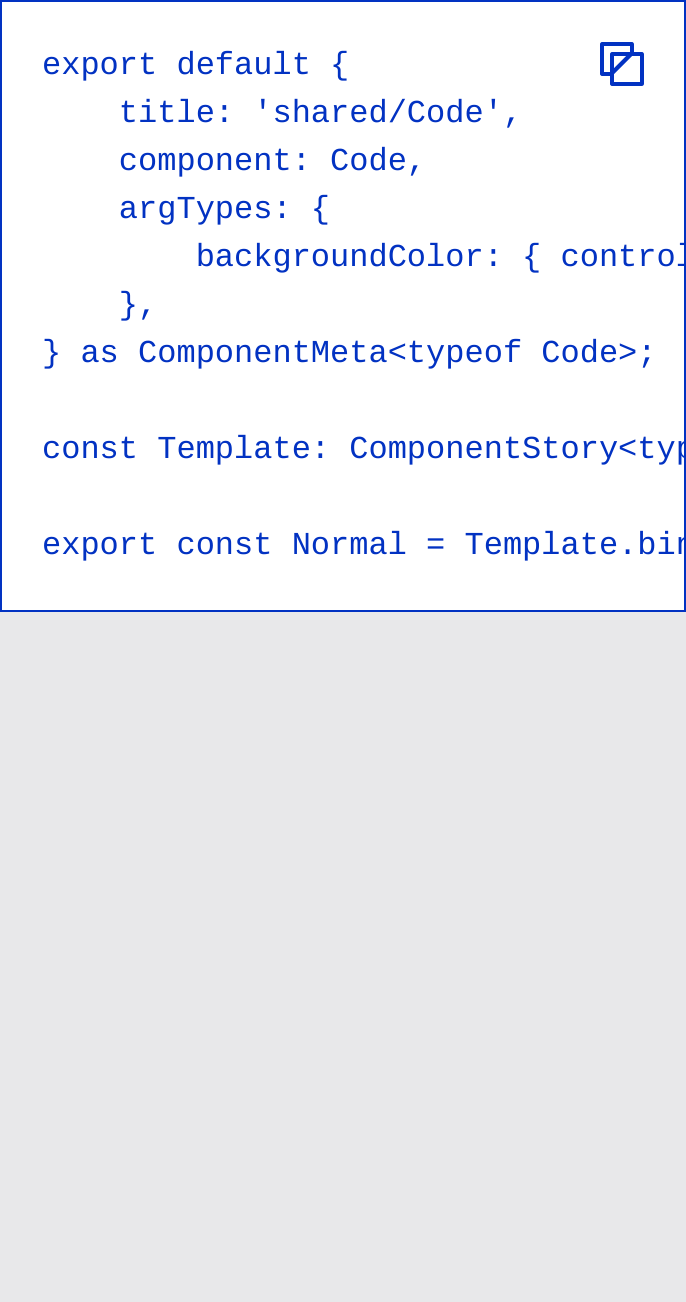 export default {
    title: 'shared/Code',
    component: Code,
    argTypes: {
        backgroundColor: { control
    },
} as ComponentMeta<typeof Code>;
const Template: ComponentStory<typ
export const Normal = Template.bin